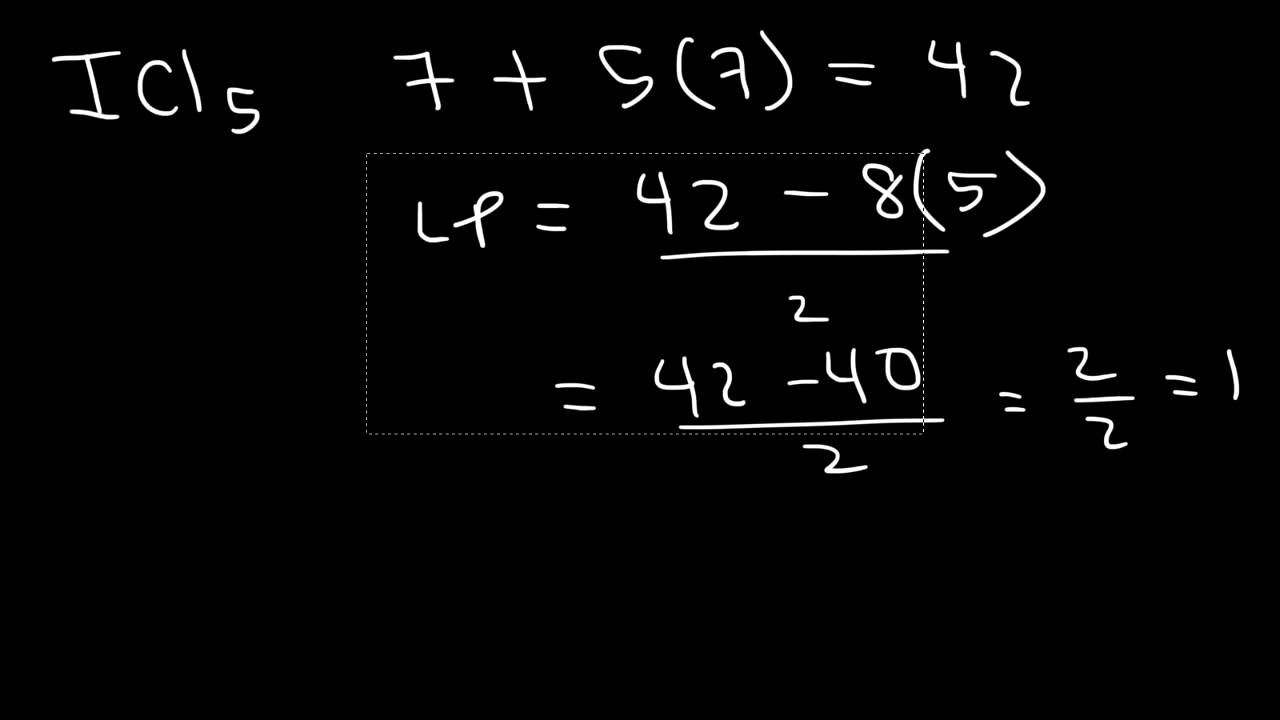 ICl5 7 + 5(7) = 42
LP = 42 - 8(5)
2
= 42 - 40 = 2 = 1
2 2